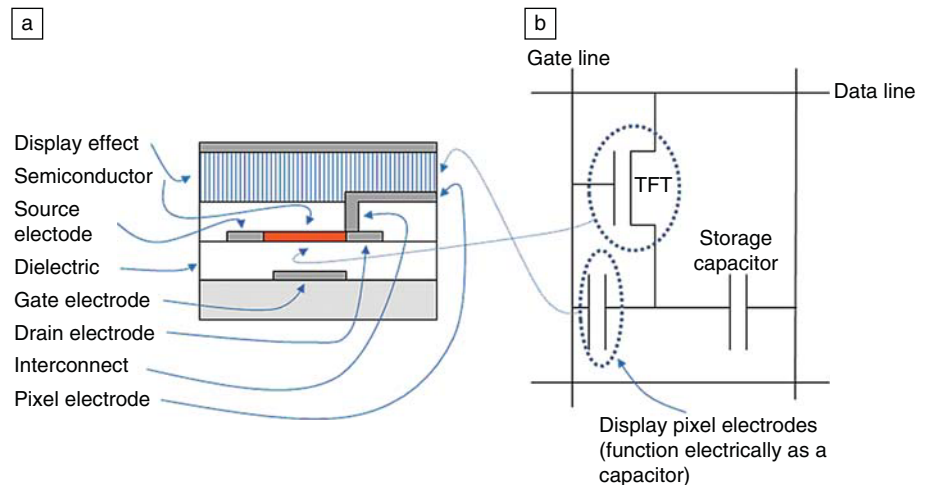 a
Display effect
Semiconductor
Source
electode
Dielectric
Gate electrode
Drain electrode
Interconnect
Pixel electrode
b
Gate line
Data line
TFT
Storage
capacitor
Display pixel electrodes
(function electrically as a
capacitor)